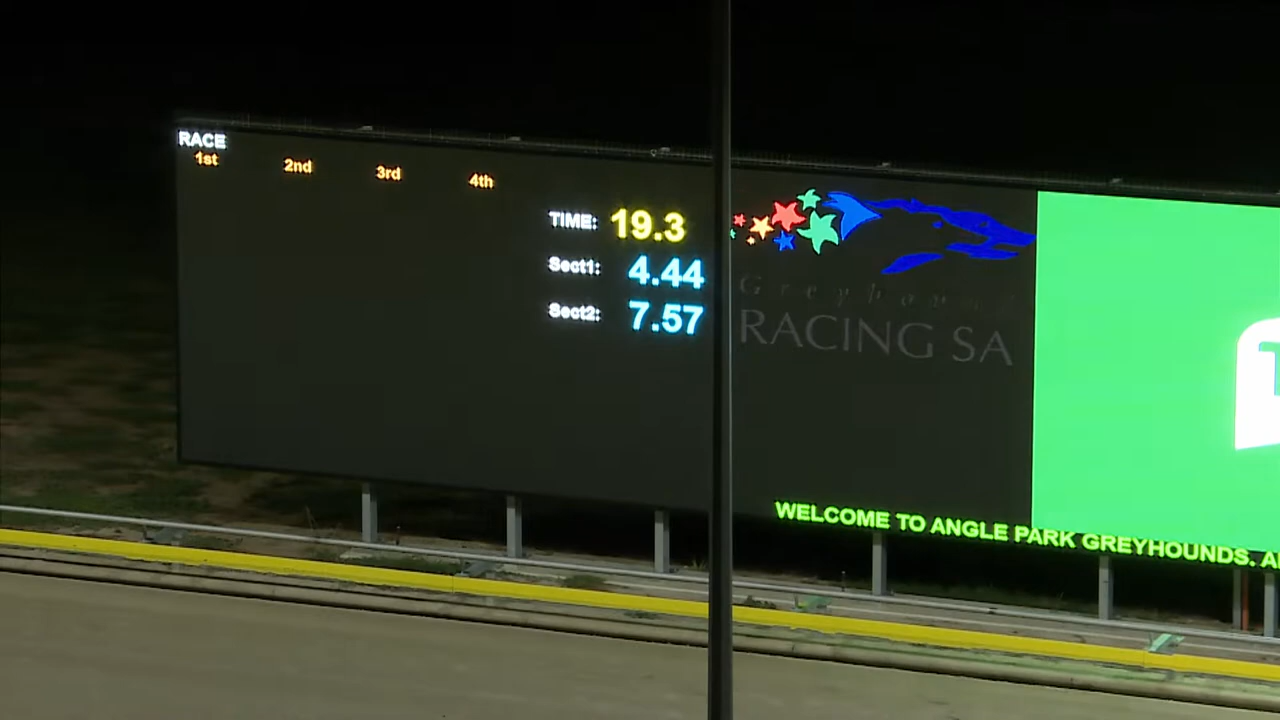 RACE
1st 2nd 3rd 4th
TIME: 19.3
Sect1: 4.44
Sect2: 7.57
Greyhound
RACING SA
WELCOME TO ANGLE PARK GREYHOUNDS.